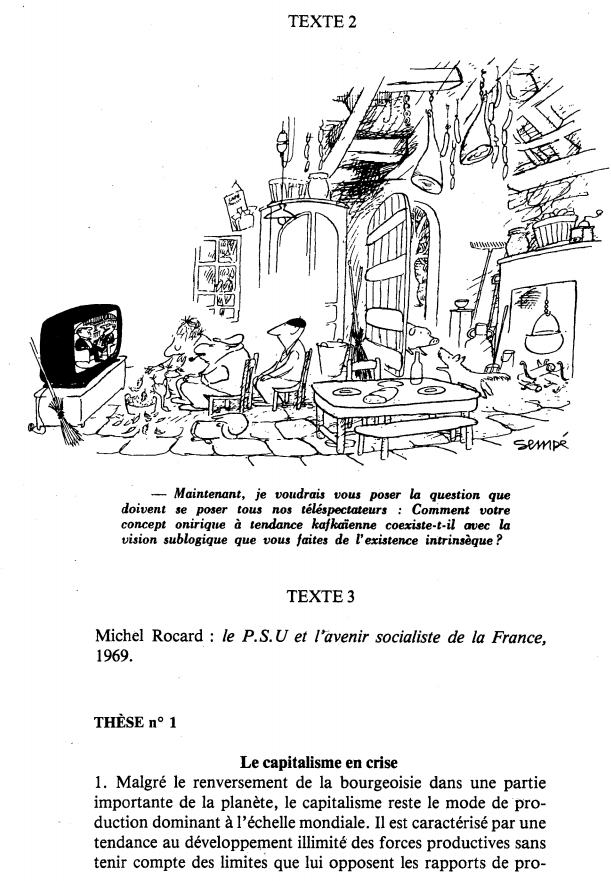 TEXTE 2
sempé
— Maintenant, je voudrais vous poser la question que
doivent se poser tous nos téléspectateurs : Comment votre
concept onirique à tendance kafkaïenne coexiste-t-il avec la
vision sublogique que vous faites de l'existence intrinsèque ?
TEXTE 3
Michel Rocard : le P.S.U et l'avenir socialiste de la France,
1969.
THÈSE n° 1
Le capitalisme en crise
1. Malgré le renversement de la bourgeoisie dans une partie
importante de la planète, le capitalisme reste le mode de pro-
duction dominant à l'échelle mondiale. Il est caractérisé par une
tendance au développement illimité des forces productives sans
tenir compte des limites que lui opposent les rapports de pro-